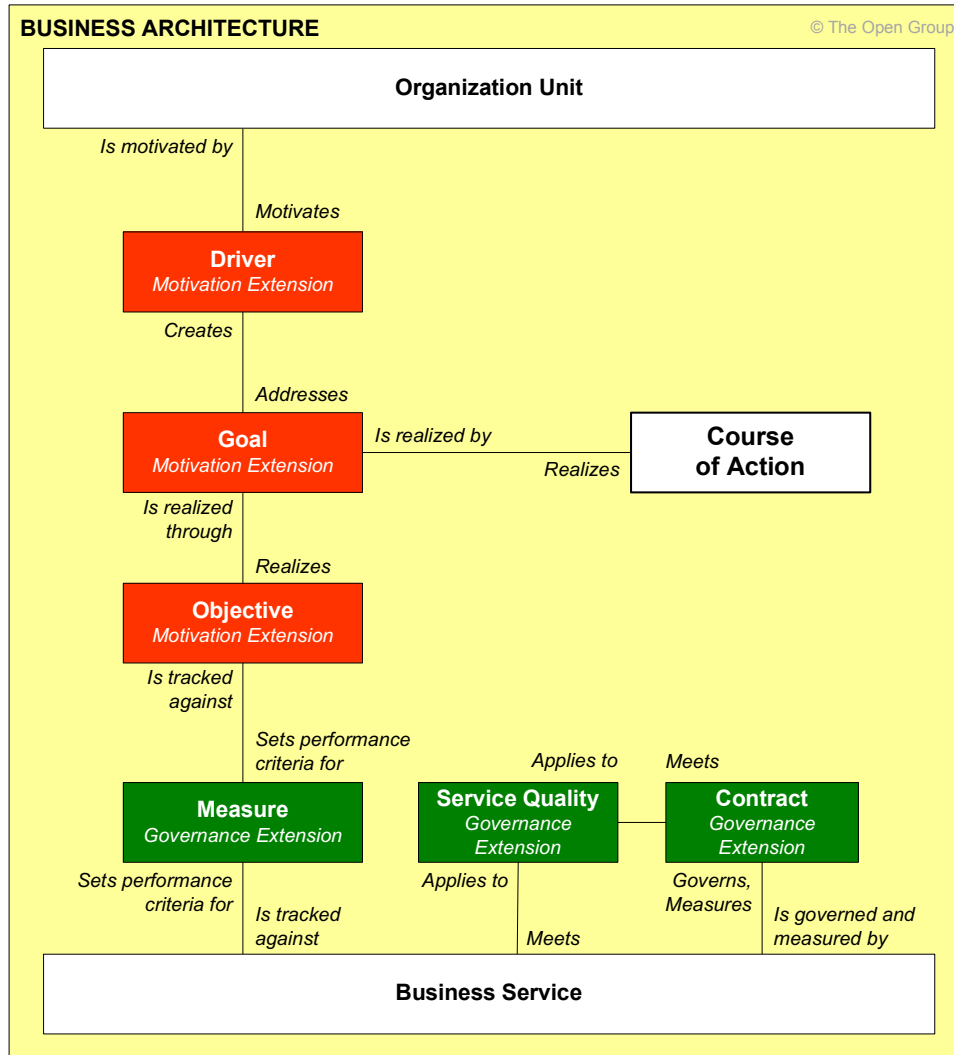 BUSINESS ARCHITECTURE
© The Open Group
Organization Unit
Is motivated by
Motivates
Driver
Motivation Extension
Creates
Addresses
Goal
Motivation Extension
Is realized by
Realizes
Course
of Action
Is realized
through
Realizes
Objective
Motivation Extension
Is tracked
against
Sets performance
criteria for
Applies to
Meets
Measure
Governance Extension
Service Quality
Governance
Extension
Contract
Governance
Extension
Sets performance
criteria for
Is tracked
against
Applies to
Meets
Governs,
Measures
Is governed and
measured by
Business Service